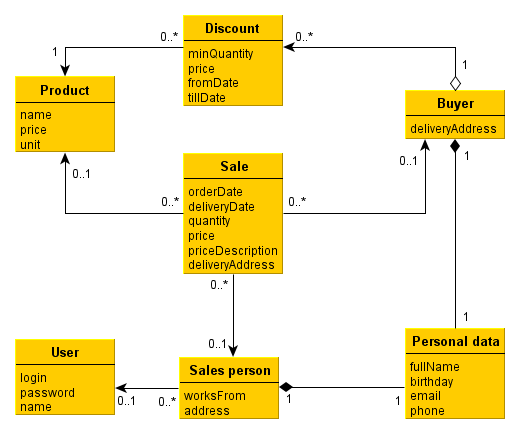 Discount
minQuantity
price
fromDate
tillDate
0..*
1
0..*
1
Product
name
price
unit
0..1
Buyer
deliveryAddress
0..1
1
Sale
orderDate
deliveryDate
quantity
price
priceDescription
deliveryAddress
0..*
0..*
0..*
0..1
1
User
login
password
name
0..1
Sales person
worksFrom
address
0..*
1
1
Personal data
fullName
birthday
email
phone